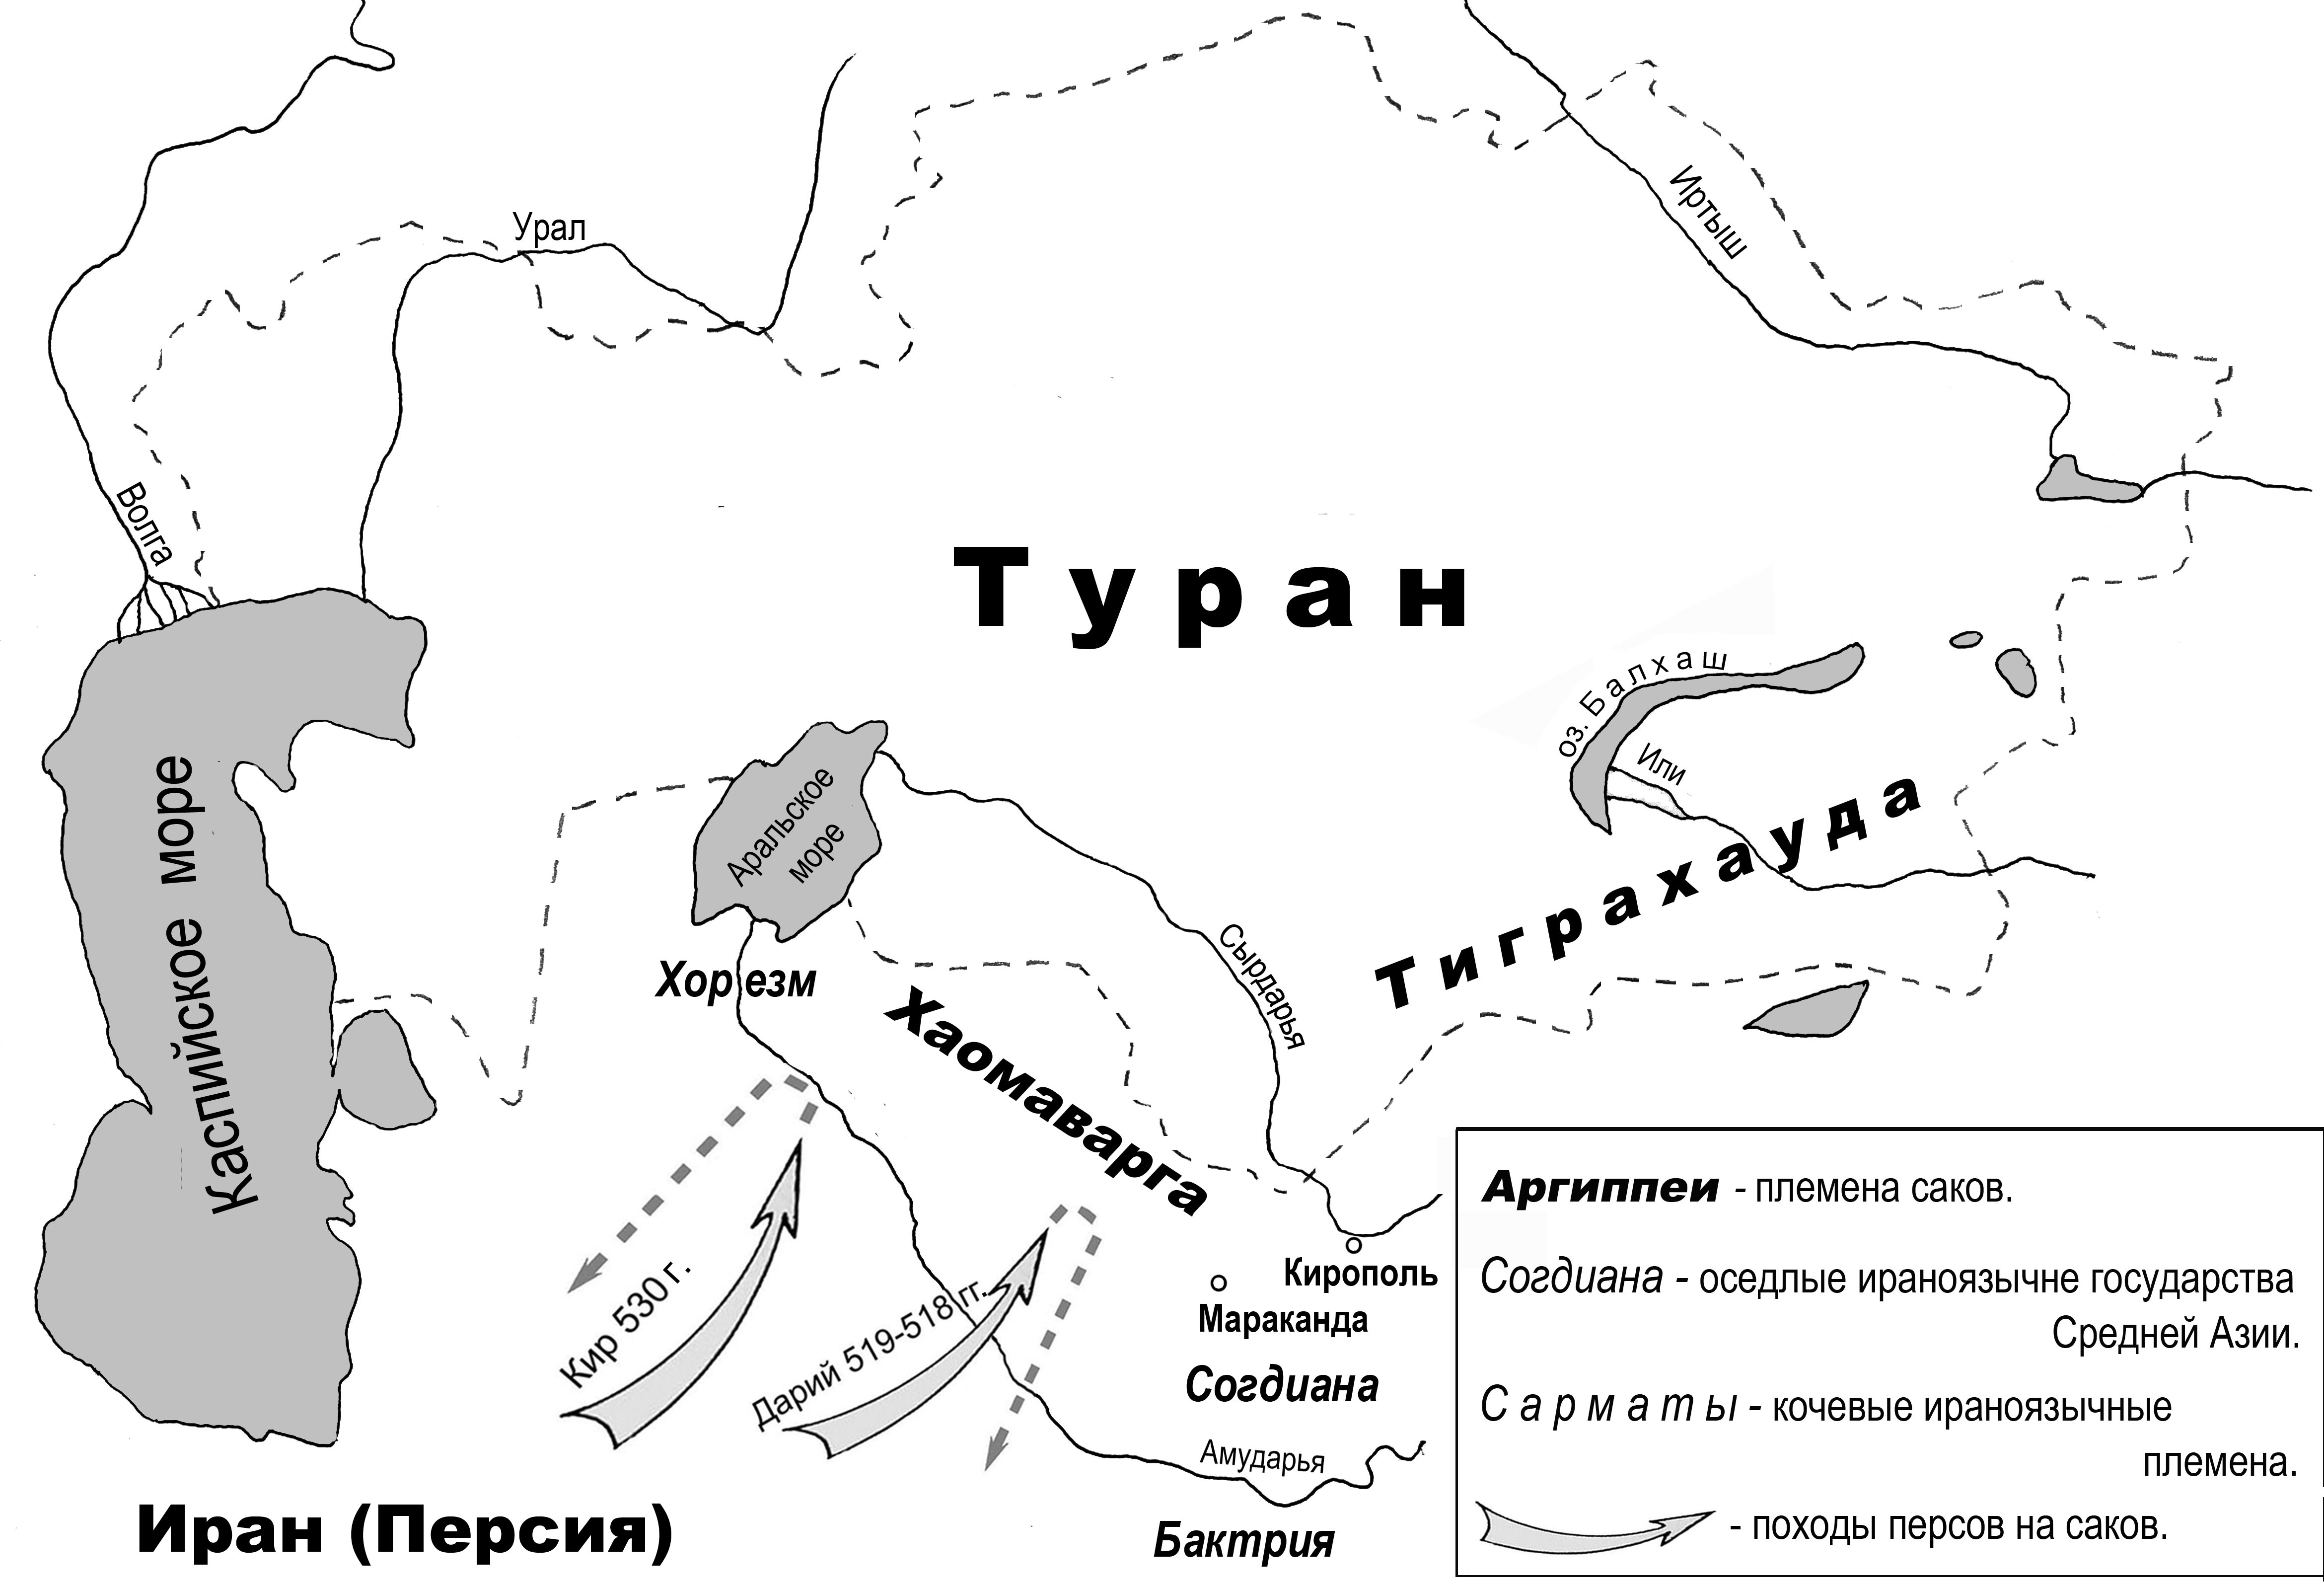 Урал
Иртыш
Волга
Туран
оз. Балхаш
Или
Каспийское море
Аральское
море
Тиграхауда
Сырдарья
Хорезм
Хаомаварга
Кир 530 г.
Дарий 519-518 гг.
Кирополь
Мараканда
Согдиана
Амударья
Бактрия
Иран (Персия)
Аргиппеи - племена саков.
Согдиана - оседлые ираноязычне государства
Средней Азии.
Сарматы - кочевые ираноязычные
племена.
- походы персов на саков.